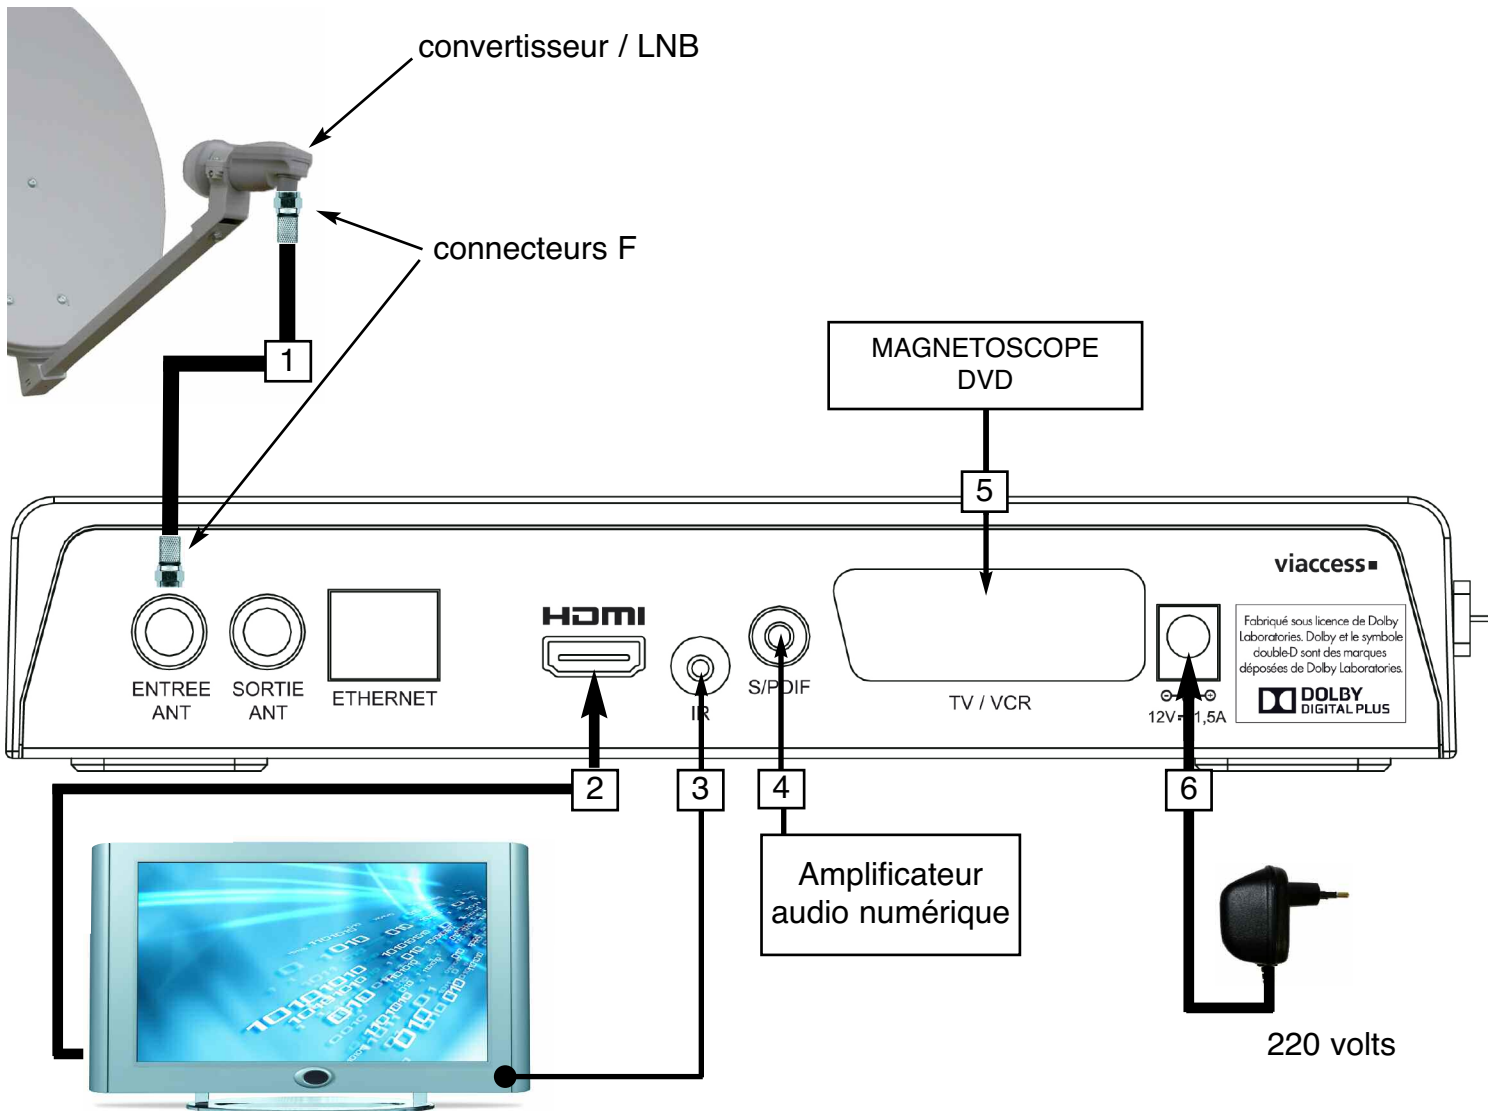 convertisseur / LNB
connecteurs F
1
MAGNETOSCOPE
DVD
5
viaccess
HDMI
ENTREE
ANT
SORTIE
ANT
ETHERNET
IR
S/PDIF
TV / VCR
12V 1,5A
Fabriqué sous licence de Dolby
Laboratories. Dolby et le symbole
double-D sont des marques
déposées de Dolby Laboratories.
DOLBY
DIGITAL PLUS
2
3
4
6
Amplificateur
audio numérique
220 volts